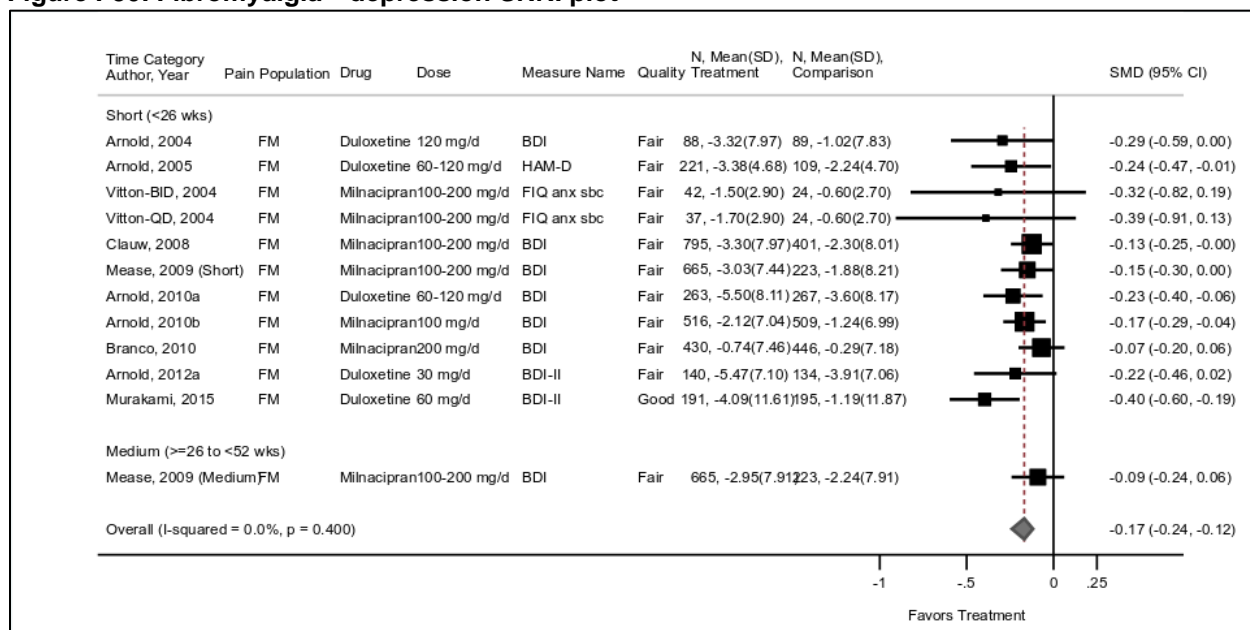 Figure Fibromyalgia – depression SNRI plot
Time Category
Author, Year Pain Population Drug Dose Measure Name Quality N, Mean(SD), Treatment N, Mean(SD), Comparison SMD (95% CI)
Short (<26 wks)
Arnold, 2004 FM Duloxetine 120 mg/d BDI Fair 88, -3.32(7.97) 89, -1.02(7.83) -0.29 (-0.59, 0.00)
Arnold, 2005 FM Duloxetine 60-120 mg/d HAM-D Fair 221, -3.38(4.68) 109, -2.24(4.70) -0.24 (-0.47, -0.01)
Vitton-BID, 2004 FM Milnacipran 100-200 mg/d FIQ anx sbc Fair 42, -1.50(2.90) 24, -0.60(2.70) -0.32 (-0.82, 0.19)
Vitton-QD, 2004 FM Milnacipran 100-200 mg/d FIQ anx sbc Fair 37, -1.70(2.90) 24, -0.60(2.70) -0.39 (-0.91, 0.13)
Clauw, 2008 FM Milnacipran 100-200 mg/d BDI Fair 795, -3.30(7.97) 401, -2.30(8.01) -0.13 (-0.25, -0.00)
Mease, 2009 (Short) FM Milnacipran 100-200 mg/d BDI Fair 665, -3.03(7.44) 223, -1.88(8.21) -0.15 (-0.30, 0.00)
Arnold, 2010a FM Duloxetine 60-120 mg/d BDI Fair 263, -5.50(8.11) 267, -3.60(8.17) -0.23 (-0.40, -0.06)
Arnold, 2010b FM Milnacipran 100 mg/d BDI Fair 516, -2.12(7.04) 509, -1.24(6.99) -0.17 (-0.29, -0.04)
Branco, 2010 FM Milnacipran 200 mg/d BDI Fair 430, -0.74(7.46) 446, -0.29(7.18) -0.07 (-0.20, 0.06)
Arnold, 2012a FM Duloxetine 30 mg/d BDI-II Fair 140, -5.47(7.10) 134, -3.91(7.06) -0.22 (-0.46, 0.02)
Murakami, 2015 FM Duloxetine 60 mg/d BDI-II Good 191, -4.09(11.61) 195, -1.19(11.87) -0.40 (-0.60, -0.19)
Medium (>=26 to <52 wks)
Mease, 2009 (Medium) FM Milnacipran 100-200 mg/d BDI Fair 665, -2.95(7.91) 223, -2.24(7.91) -0.09 (-0.24, 0.06)
Overall (I-squared = 0.0%, p = 0.400) -0.17 (-0.24, -0.12)
-1 -.5 0 .25
Favors Treatment